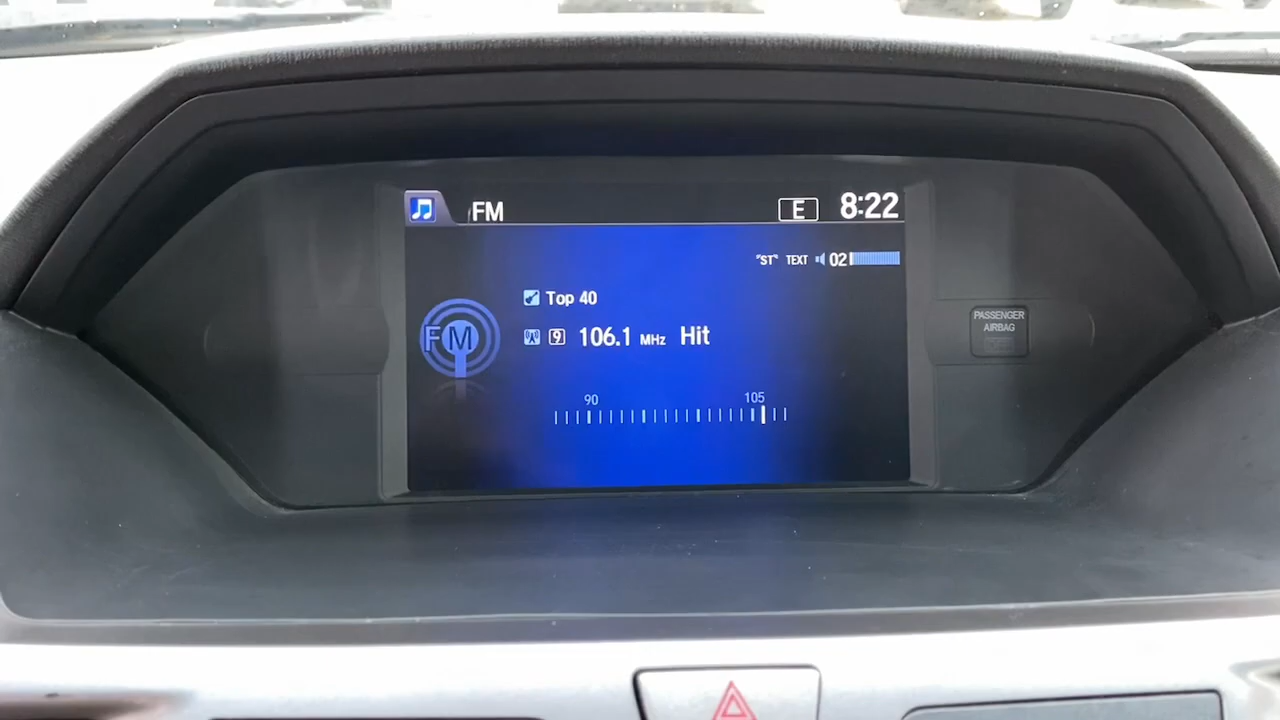 FM E 8:22
"ST" TEXT 02
Top 40
FM 9 106.1 MHz Hit
90 105
PASSENGER
AIRBAG